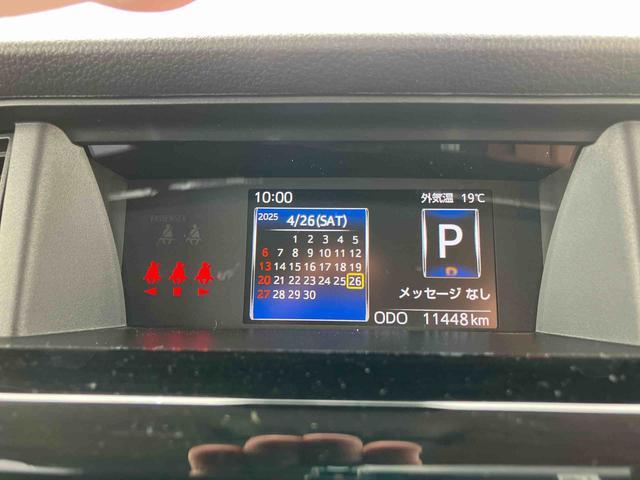 10:00
外気温 19℃
2025 4/26(SAT)
1 2 3 4 5
6 7 8 9 10 11 12
13 14 15 16 17 18 19
20 21 22 23 24 25 26
27 28 29 30
PASSENGER
P
D
メッセージ なし
ODO 11448 km